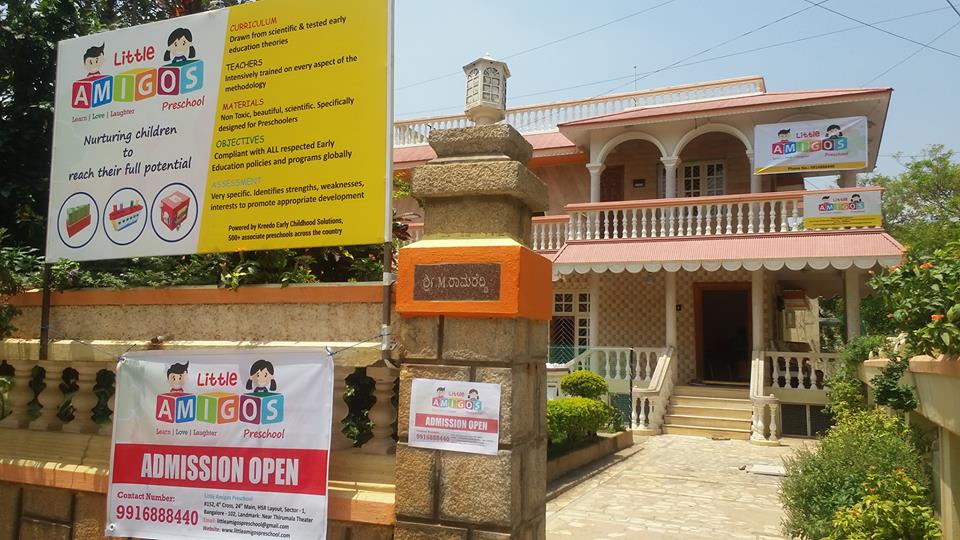 Little
AMIGOS
Preschool
Learn | Love | Laughter
Nurturing children
to
reach their full potential
CURRICULUM
Drawn from scientific & tested early
education theories
TEACHERS
Intensively trained on every aspect of the
methodology
MATERIALS
Non Toxic, beautiful, scientific. Specifically
designed for Preschoolers
OBJECTIVES
Compliant with ALL respected Early
Education policies and programs globally
ASSESSMENT
Very specific. Identifies strengths, weaknesses,
interests to promote appropriate development
Powered by Kreedo Early Childhood Solutions,
500+ associate preschools across the country
Little
AMIGOS
Preschool
Little
AMIGOS
ಶ್ರೀ.M.ರಾಮರೆಡ್ಡಿ
Little
AMIGOS
Learn | Love | Laughter
Preschool
ADMISSION OPEN
Contact Number:
9916888440
Little Amigos Preschool
#152, 4th Cross, 24th Main, HSR Layout, Sector - 1,
Bangalore - 102, Landmark: Near Thirumala Theater
Email: littleamigospreschool@gmail.com
Website: www.littleamigospreschool.com
Little
AMIGOS
Preschool
ADMISSION OPEN
9916888440